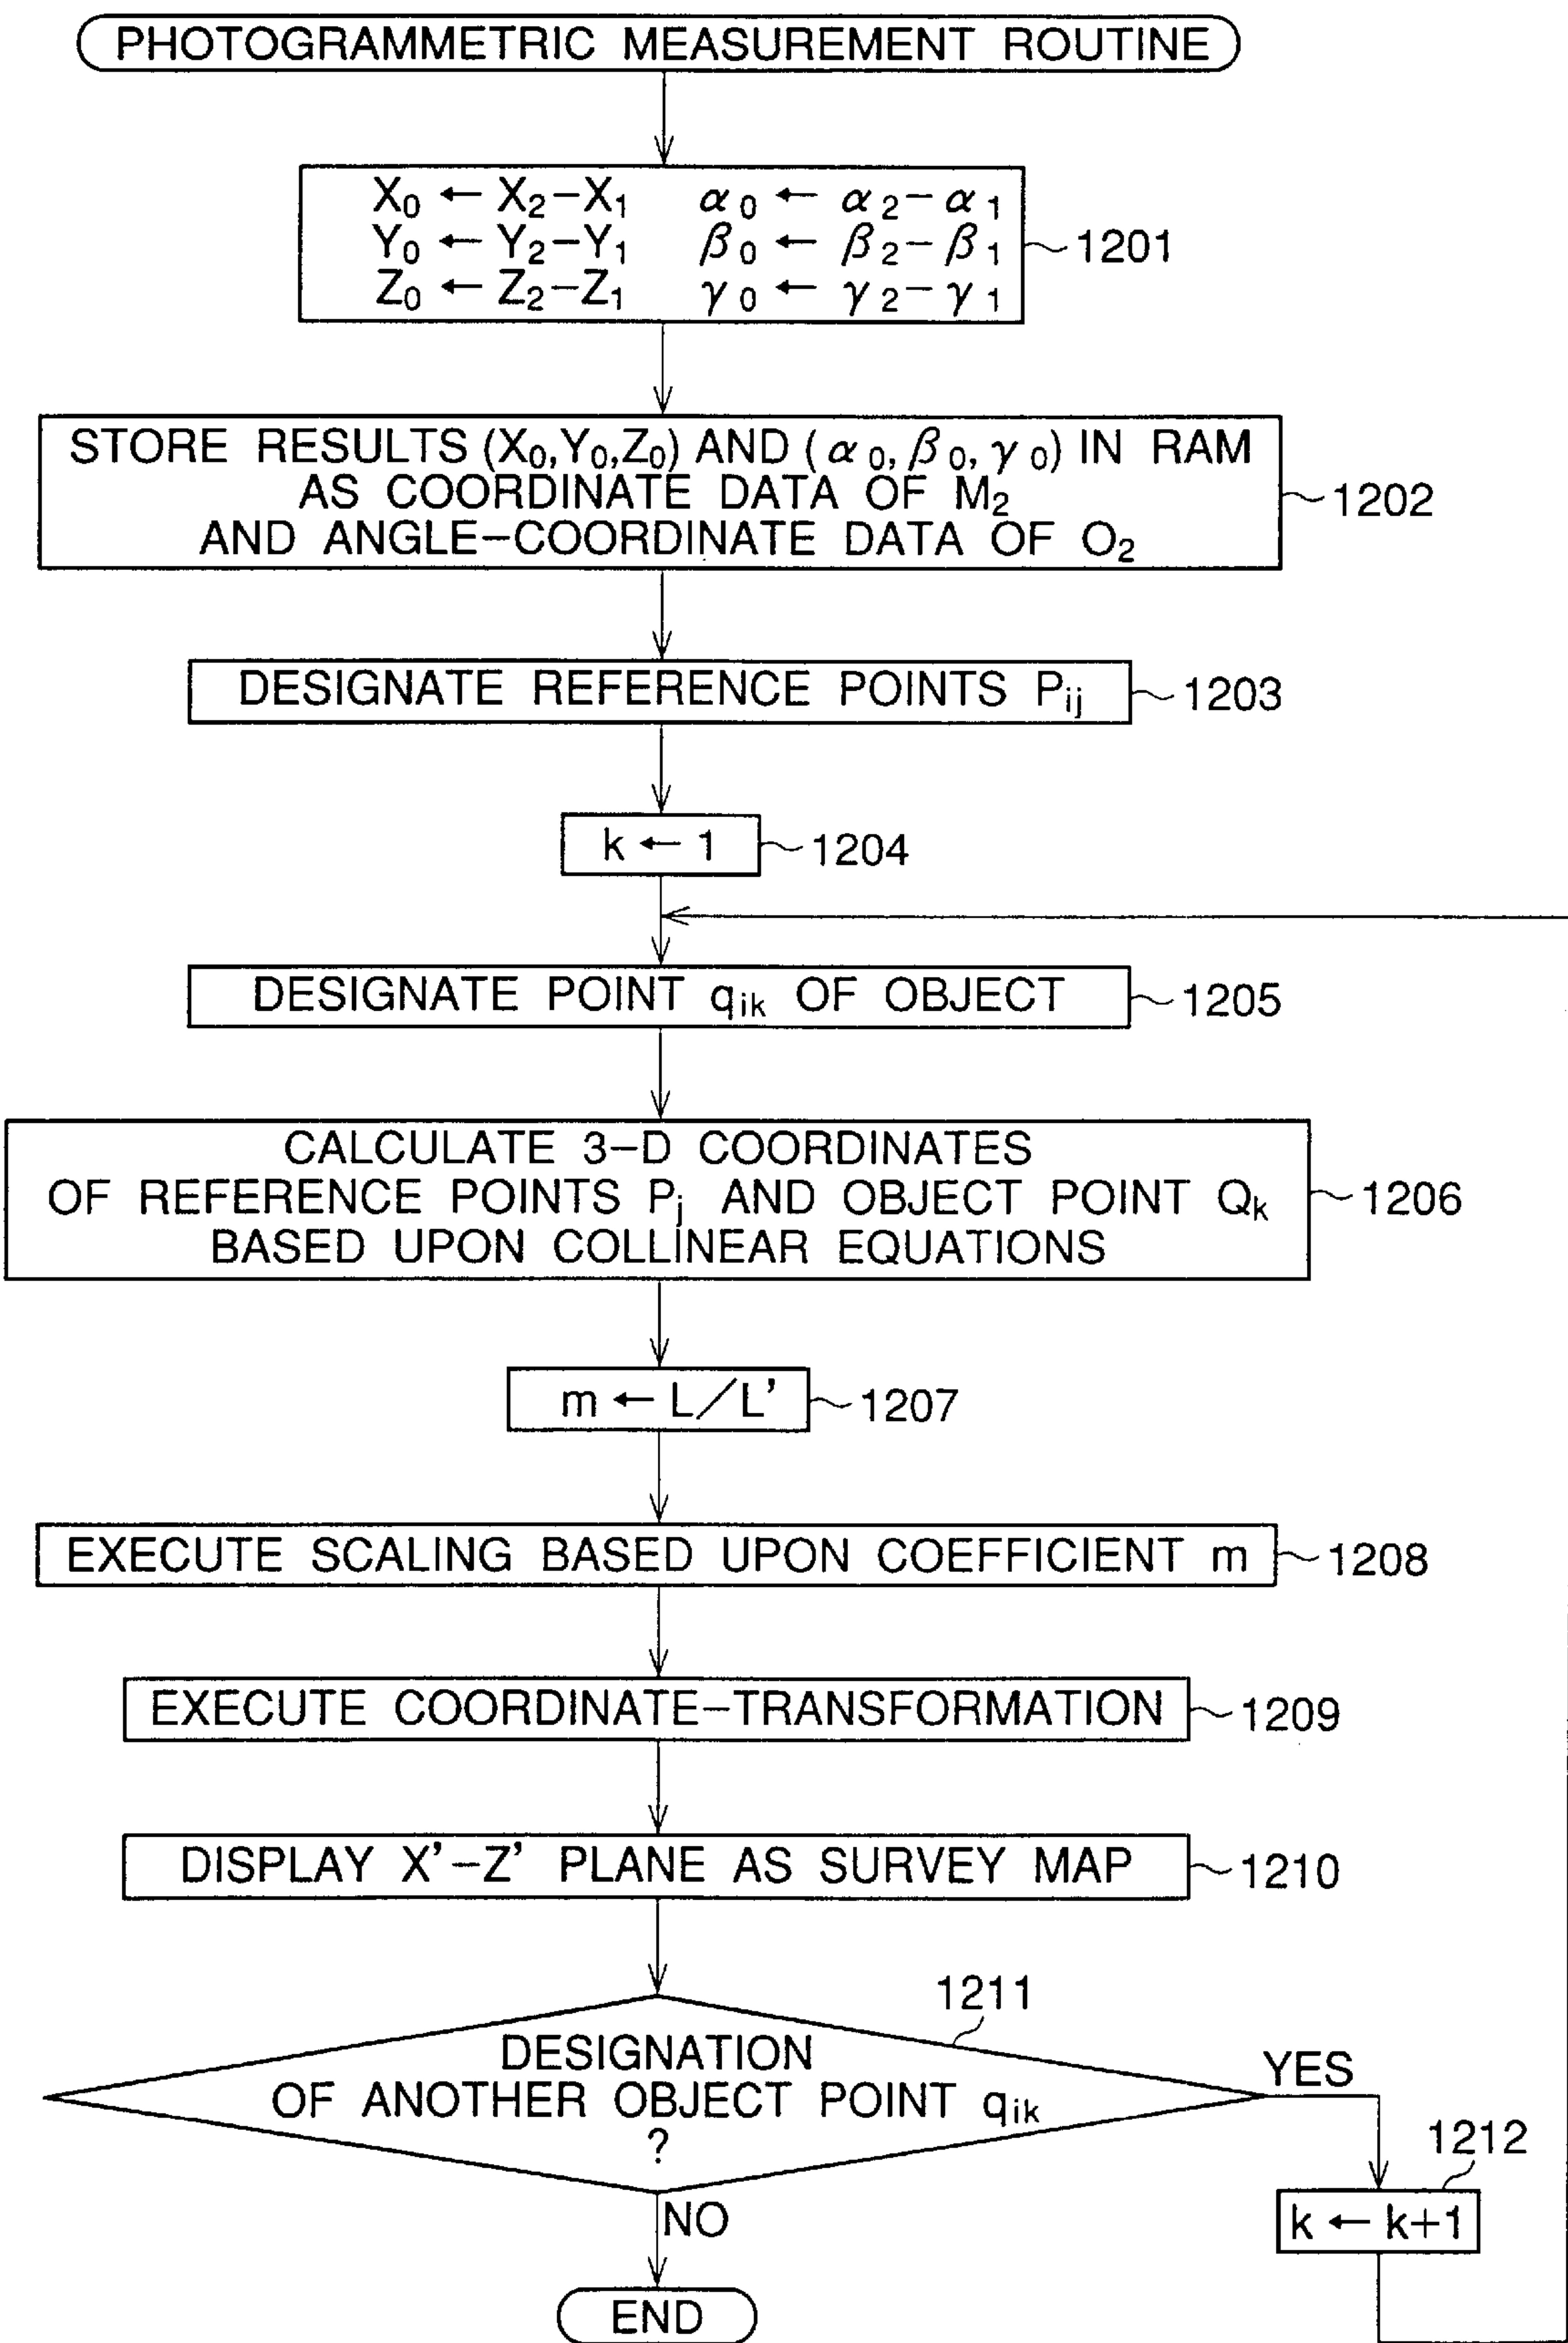 PHOTOGRAMMETRIC MEASUREMENT ROUTINE
X₀ ← X₂−X₁ α₀ ← α₂−α₁
Y₀ ← Y₂−Y₁ β₀ ← β₂−β₁
Z₀ ← Z₂−Z₁ γ₀ ← γ₂−γ₁
1201
STORE RESULTS (X₀,Y₀,Z₀) AND (α₀, β₀, γ₀) IN RAM
AS COORDINATE DATA OF M₂
AND ANGLE−COORDINATE DATA OF O₂
1202
DESIGNATE REFERENCE POINTS Pᵢⱼ
1203
k ← 1
1204
DESIGNATE POINT qᵢₖ OF OBJECT
1205
CALCULATE 3−D COORDINATES
OF REFERENCE POINTS Pⱼ AND OBJECT POINT Qₖ
BASED UPON COLLINEAR EQUATIONS
1206
m ← L/L'
1207
EXECUTE SCALING BASED UPON COEFFICIENT m
1208
EXECUTE COORDINATE−TRANSFORMATION
1209
DISPLAY X'−Z' PLANE AS SURVEY MAP
1210
1211
DESIGNATION
OF ANOTHER OBJECT POINT qᵢₖ
?
YES
1212
k ← k+1
NO
END